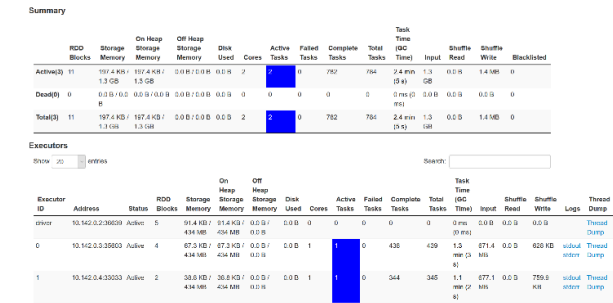 Summary
RDD Blocks Storage Memory On Heap Storage Memory Off Heap Storage Memory Disk Used Cores Active Tasks Failed Tasks Complete Tasks Total Tasks Task Time (GC Time) Input Shuffle Read Shuffle Write Blacklisted
Active(3) 11 197.4 KB / 1.3 GB 197.4 KB / 1.3 GB 0.0 B / 0.0 B 0.0 B 2 2 0 782 784 2.4 min (5 s) 1.3 GB 0.0 B 1.4 MB 0
Dead(0) 0 0.0 B / 0.0 B 0.0 B / 0.0 B 0.0 B / 0.0 B 0.0 B 0 0 0 0 0 0 ms (0 ms) 0.0 B 0.0 B 0.0 B 0
Total(3) 11 197.4 KB / 1.3 GB 197.4 KB / 1.3 GB 0.0 B / 0.0 B 0.0 B 2 2 0 782 784 2.4 min (5 s) 1.3 GB 0.0 B 1.4 MB 0
Executors
Show 20 entries Search:
Executor ID Address Status RDD Blocks Storage Memory On Heap Storage Memory Off Heap Storage Memory Disk Used Cores Active Tasks Failed Tasks Complete Tasks Total Tasks Task Time (GC Time) Input Shuffle Read Shuffle Write Logs Thread Dump
driver 10.142.0.2:36639 Active 5 91.4 KB / 434 MB 91.4 KB / 434 MB 0.0 B / 0.0 B 0.0 B 0 0 0 0 0 0 ms (0 ms) 0.0 B 0.0 B 0.0 B Thread Dump
0 10.142.0.3:35803 Active 4 67.3 KB / 434 MB 67.3 KB / 434 MB 0.0 B / 0.0 B 0.0 B 1 1 0 438 439 1.3 min (3 s) 671.4 MB 0.0 B 628 KB stdout stderr Thread Dump
1 10.142.0.4:33033 Active 2 38.8 KB / 434 MB 38.8 KB / 434 MB 0.0 B / 0.0 B 0.0 B 1 1 0 344 345 1.1 min (2 s) 677.1 MB 0.0 B 759.9 KB stdout stderr Thread Dump